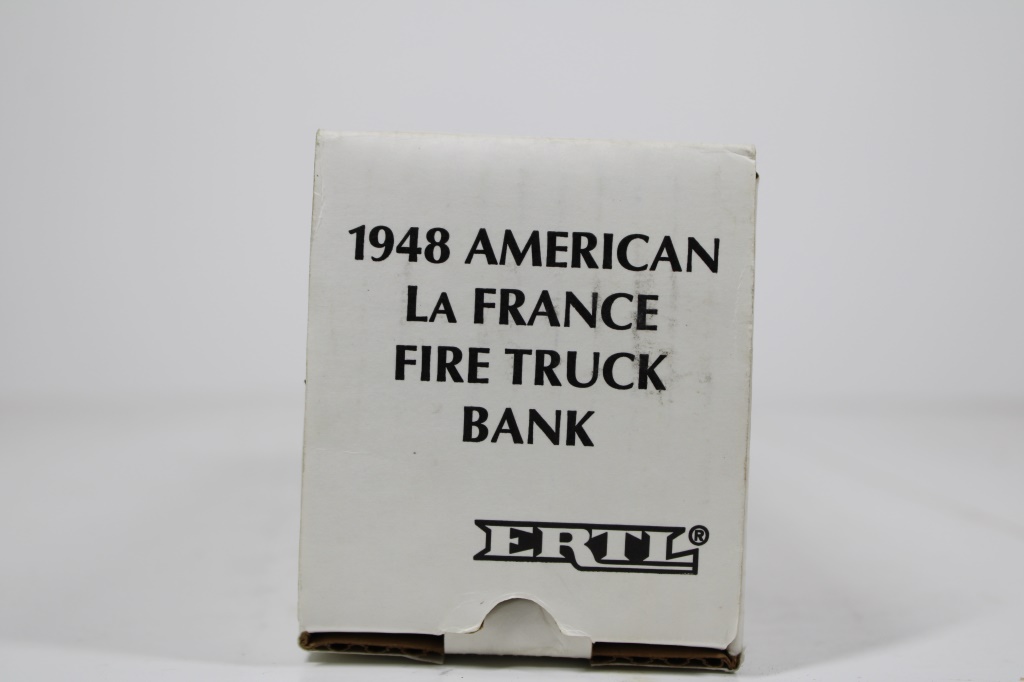 1948 AMERICAN
LA FRANCE
FIRE TRUCK
BANK
ERTL®